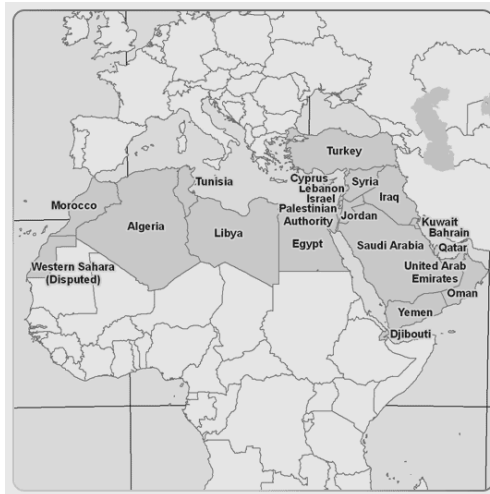 Turkey
Tunisia
Cyprus
Lebanon
Israel
Palestinian
Authority
Syria
Iraq
Jordan
Morocco
Algeria
Libya
Egypt
Saudi Arabia
Kuwait
Bahrain
Qatar
United Arab
Emirates
Oman
Western Sahara
(Disputed)
Yemen
Djibouti